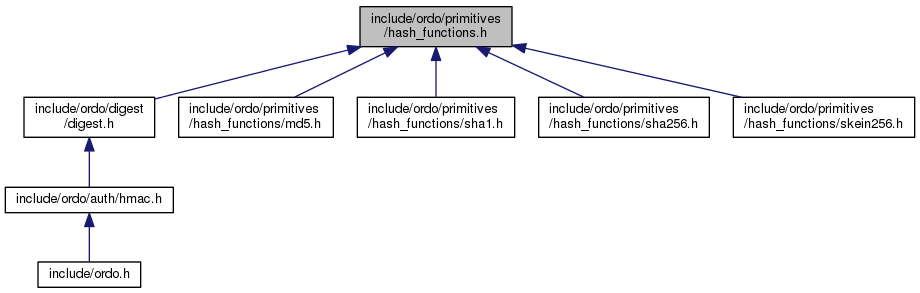 include/ordo/primitives
/hash_functions.h
include/ordo/digest
/digest.h
include/ordo/primitives
/hash_functions/md5.h
include/ordo/primitives
/hash_functions/sha1.h
include/ordo/primitives
/hash_functions/sha256.h
include/ordo/primitives
/hash_functions/skein256.h
include/ordo/auth/hmac.h
include/ordo.h